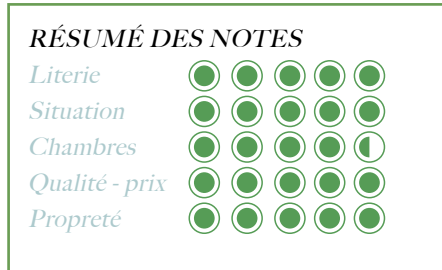 RÉSUMÉ DES NOTES
Literie
Situation
Chambres
Qualité - prix
Propreté